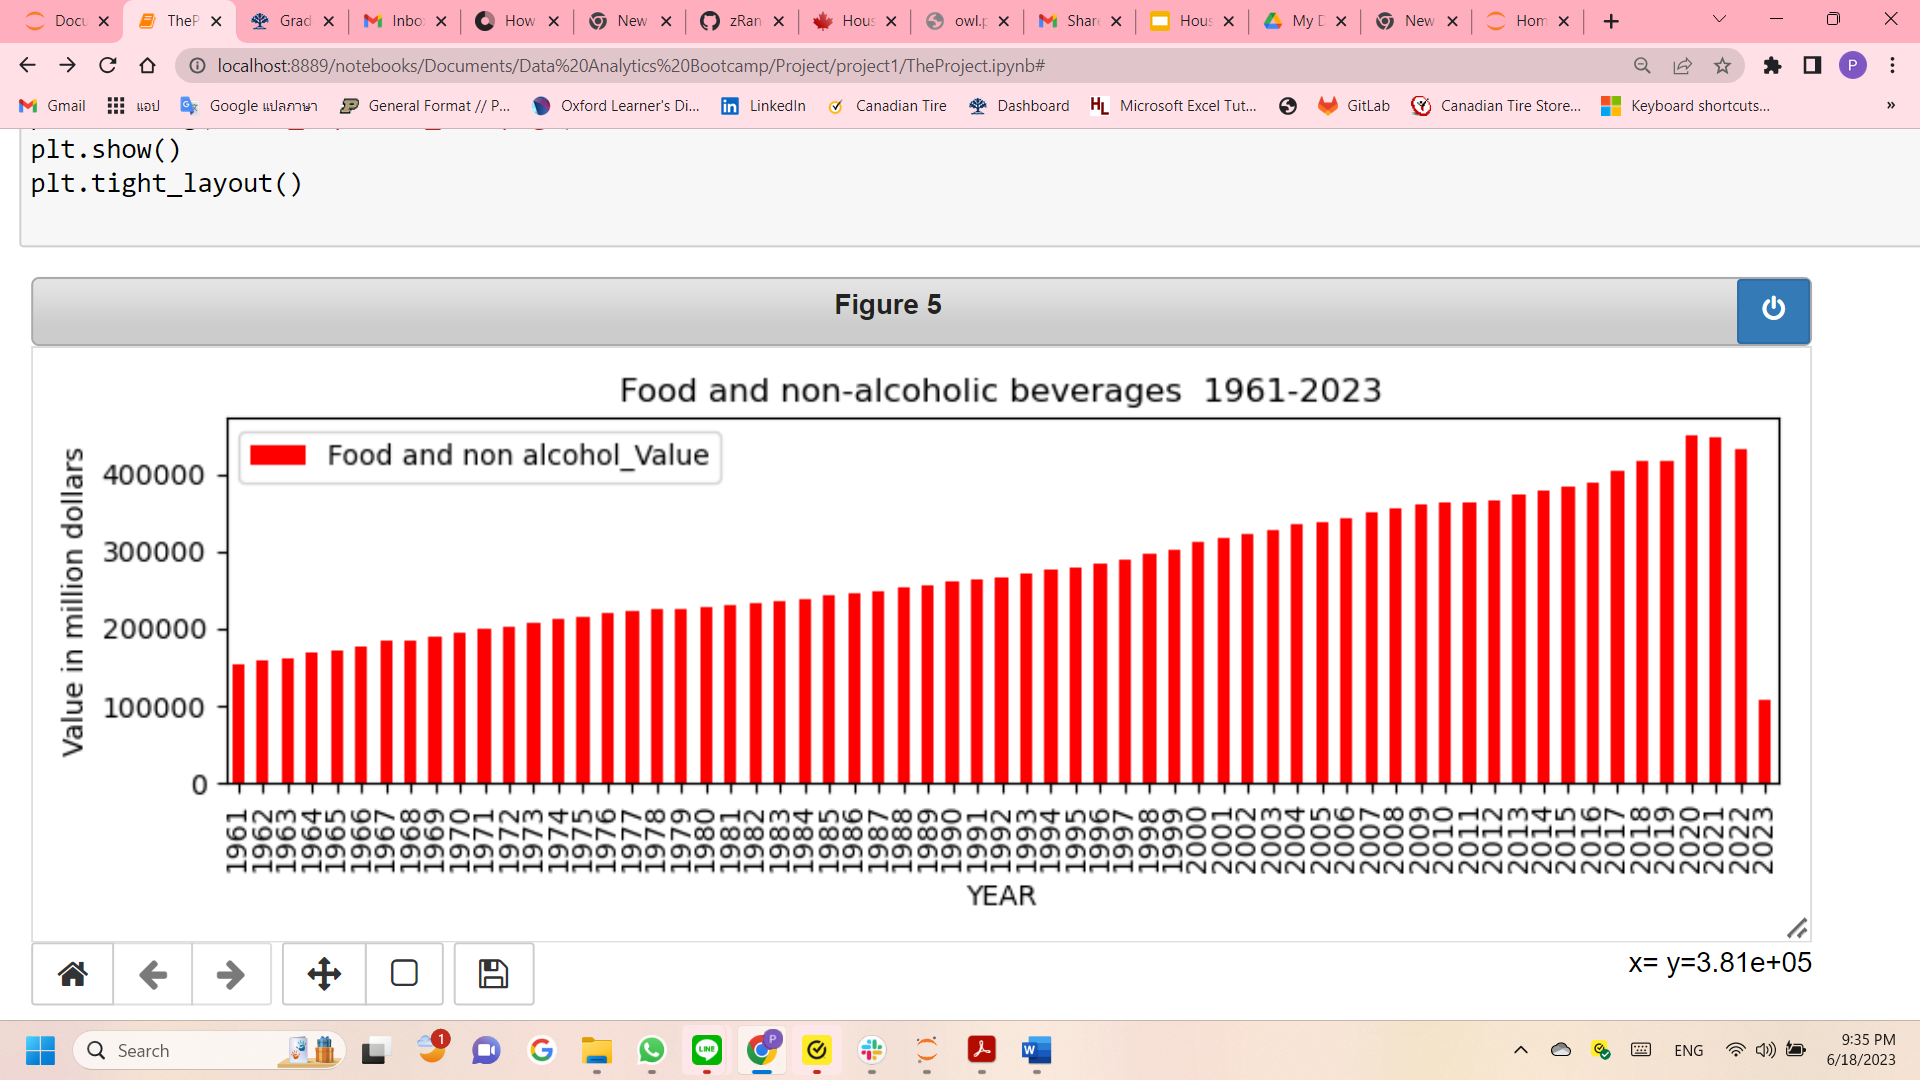 Docu
TheP
Grad
Inbo
How
New
zRan
Hous
owl.p
Share
Hous
My D
New
Hom
localhost:8889/notebooks/Documents/Data%20Analytics%20Bootcamp/Project/project1/TheProject.ipynb#
P
Gmail
แอป
Google แปลภาษา
General Format // P...
Oxford Learner's Di...
LinkedIn
Canadian Tire
Dashboard
HL Microsoft Excel Tut...
GitLab
Canadian Tire Store...
Keyboard shortcuts...
»
plt.show()
plt.tight_layout()
Figure 5
Food and non-alcoholic beverages 1961-2023
Food and non alcohol_Value
Value in million dollars
400000
300000
200000
100000
0
1961 1962 1963 1964 1965 1966 1967 1968 1969 1970 1971 1972 1973 1974 1975 1976 1977 1978 1979 1980 1981 1982 1983 1984 1985 1986 1987 1988 1989 1990 1991 1992 1993 1994 1995 1996 1997 1998 1999 2000 2001 2002 2003 2004 2005 2006 2007 2008 2009 2010 2011 2012 2013 2014 2015 2016 2017 2018 2019 2020 2021 2022 2023
YEAR
x= y=3.81e+05
Search
1
LINE
P
W
ENG
9:35 PM
6/18/2023